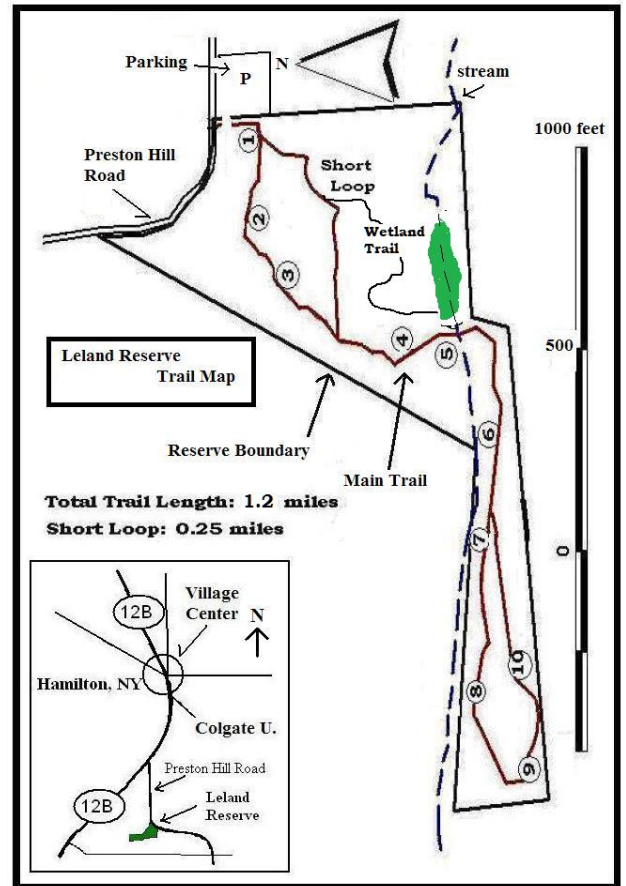 Parking
P
N
stream
1000 feet
1
Short
Loop
Preston Hill
Road
2
Wetland
Trail
3
4
5
500
Leland Reserve
Trail Map
Reserve Boundary
Main Trail
6
Total Trail Length: 1.2 miles
Short Loop: 0.25 miles
7
0
12B
Village
Center
N
Hamilton, NY
Colgate U.
10
8
9
Preston Hill Road
12B
Leland
Reserve